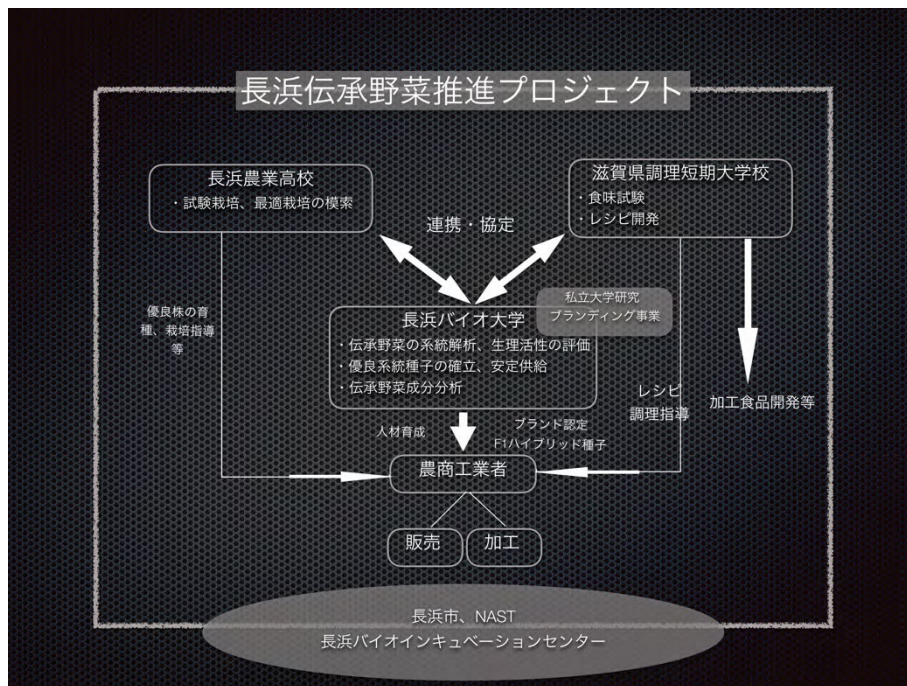 長浜伝承野菜推進プロジェクト
長浜農業高校
・試験栽培、最適栽培の模索
滋賀県調理短期大学校
・食味試験
・レシピ開発
連携・協定
私立大学研究
ブランディング事業
長浜バイオ大学
・伝承野菜の系統解析、生理活性の評価
・優良系統種子の確立、安定供給
・伝承野菜成分分析
優良株の育
種、栽培指導
等
レシピ
調理指導
加工食品開発等
人材育成
ブランド認定
F1ハイブリッド種子
農商工業者
販売
加工
長浜市、NAST
長浜バイオインキュベーションセンター